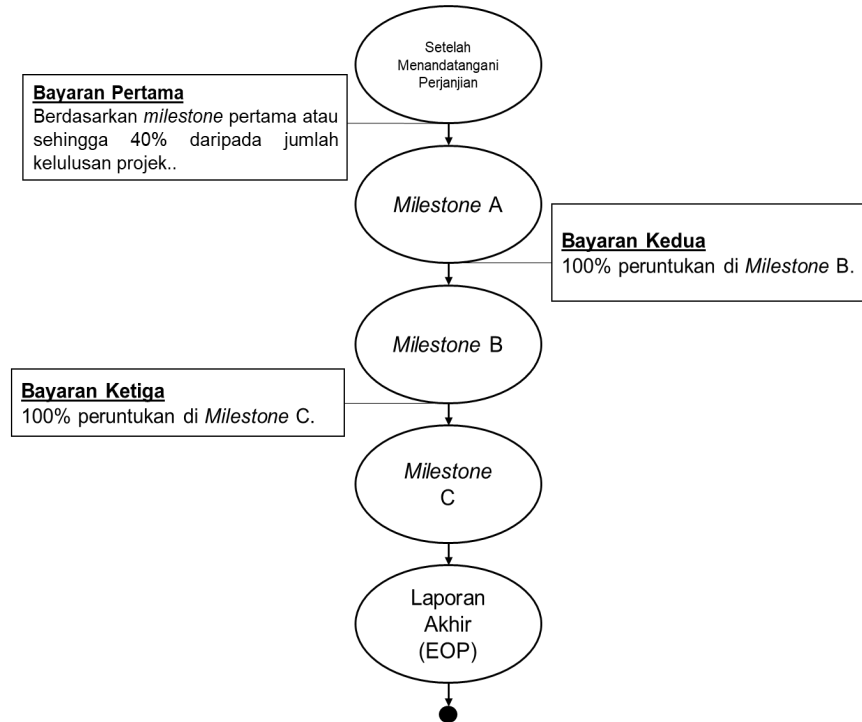 Setelah
Menandatangani
Perjanjian
Bayaran Pertama
Berdasarkan milestone pertama atau
sehingga 40% daripada jumlah
kelulusan projek..
Milestone A
Bayaran Kedua
100% peruntukan di Milestone B.
Milestone B
Bayaran Ketiga
100% peruntukan di Milestone C.
Milestone
C
Laporan
Akhir
(EOP)